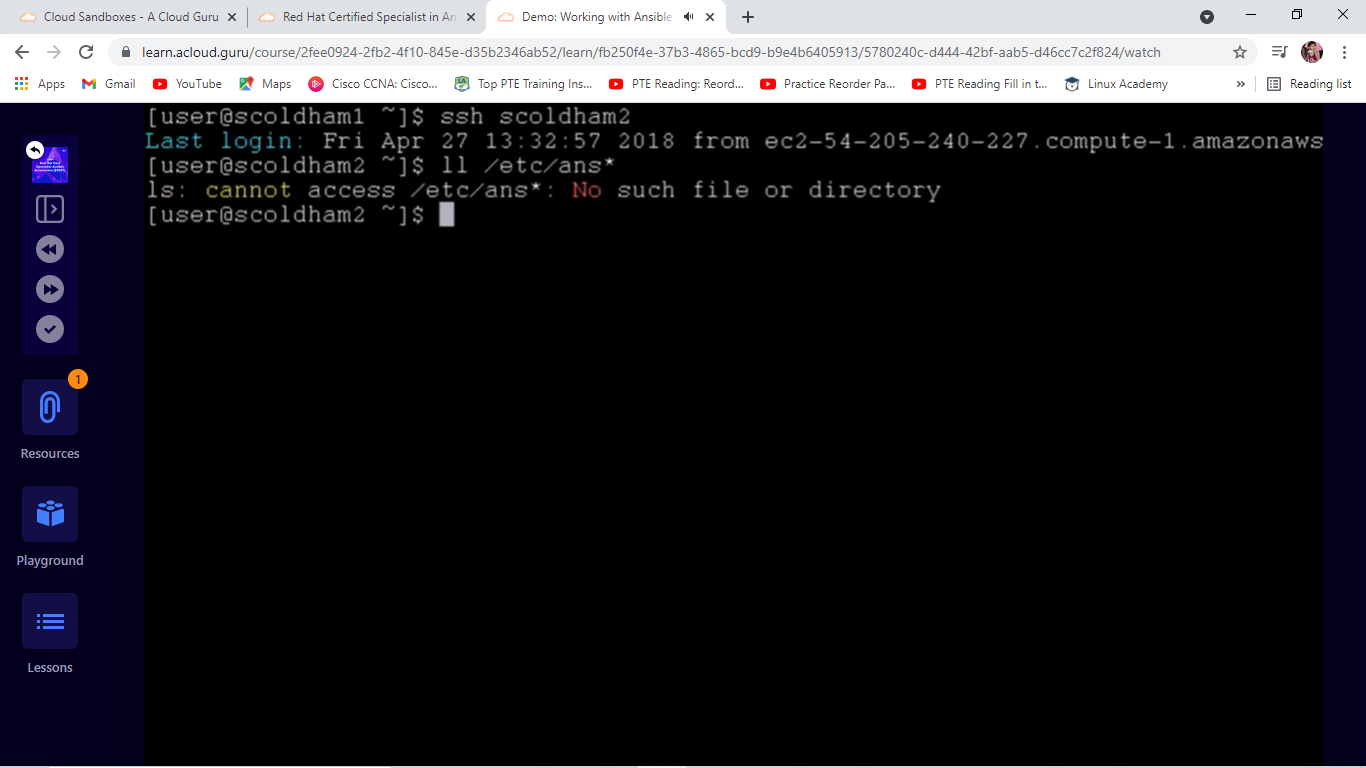 Cloud Sandboxes - A Cloud Guru
Red Hat Certified Specialist in An
Demo: Working with Ansible
learn.acloud.guru/course/2fee0924-2fb2-4f10-845e-d35b2346ab52/learn/fb250f4e-37b3-4865-bcd9-b9e4b6405913/5780240c-d444-42bf-aab5-d46cc7c2f824/watch
Apps Gmail YouTube Maps Cisco CCNA: Cisco... Top PTE Training Ins... PTE Reading: Reord... Practice Reorder Pa... PTE Reading Fill in t... Linux Academy » Reading list
[user@scoldham1 ~]$ ssh scoldham2
Last login: Fri Apr 27 13:32:57 2018 from ec2-54-205-240-227.compute-1.amazonaws
[user@scoldham2 ~]$ ll /etc/ans*
ls: cannot access /etc/ans*: No such file or directory
[user@scoldham2 ~]$
1
Resources
Playground
Lessons